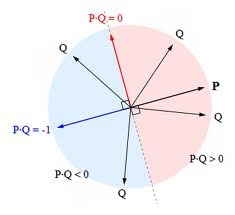 P·Q = 0
Q
Q
P
Q
P·Q = -1
P·Q > 0
P·Q < 0
Q